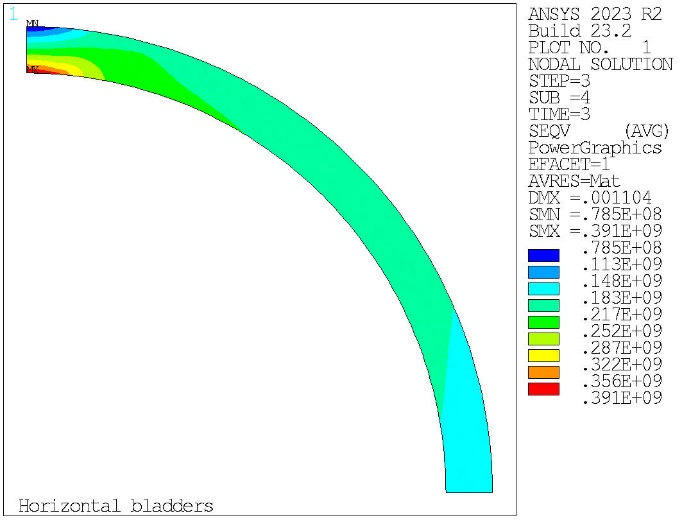 1
MN
MX
ANSYS 2023 R2
Build 23.2
PLOT NO.   1
NODAL SOLUTION
STEP=3
SUB =4
TIME=3
SEQV     (AVG)
PowerGraphics
EFACET=1
AVRES=Mat
DMX =.001104
SMN =.785E+08
SMX =.391E+09
.785E+08
.113E+09
.148E+09
.183E+09
.217E+09
.252E+09
.287E+09
.322E+09
.356E+09
.391E+09
Horizontal bladders